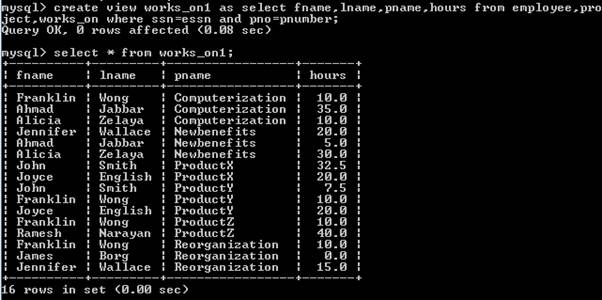 mysql> create view works_on1 as select fname,lname,pname,hours from employee,pro
ject,works_on where ssn=essn and pno=pnumber;
Query OK, 0 rows affected (0.08 sec)
mysql> select * from works_on1;
+----------+---------+-----------------+-------+
| fname    | lname   | pname           | hours |
+----------+---------+-----------------+-------+
| Franklin | Wong    | Computerization |  10.0 |
| Ahmad    | Jabbar  | Computerization |  35.0 |
| Alicia   | Zelaya  | Computerization |  10.0 |
| Jennifer | Wallace | Newbenefits     |  20.0 |
| Ahmad    | Jabbar  | Newbenefits     |   5.0 |
| Alicia   | Zelaya  | Newbenefits     |  30.0 |
| John     | Smith   | ProductX        |  32.5 |
| Joyce    | English | ProductX        |  20.0 |
| John     | Smith   | ProductY        |   7.5 |
| Franklin | Wong    | ProductY        |  10.0 |
| Joyce    | English | ProductY        |  20.0 |
| Franklin | Wong    | ProductZ        |  10.0 |
| Ramesh   | Narayan | ProductZ        |  40.0 |
| Franklin | Wong    | Reorganization  |  10.0 |
| James    | Borg    | Reorganization  |   0.0 |
| Jennifer | Wallace | Reorganization  |  15.0 |
+----------+---------+-----------------+-------+
16 rows in set (0.00 sec)